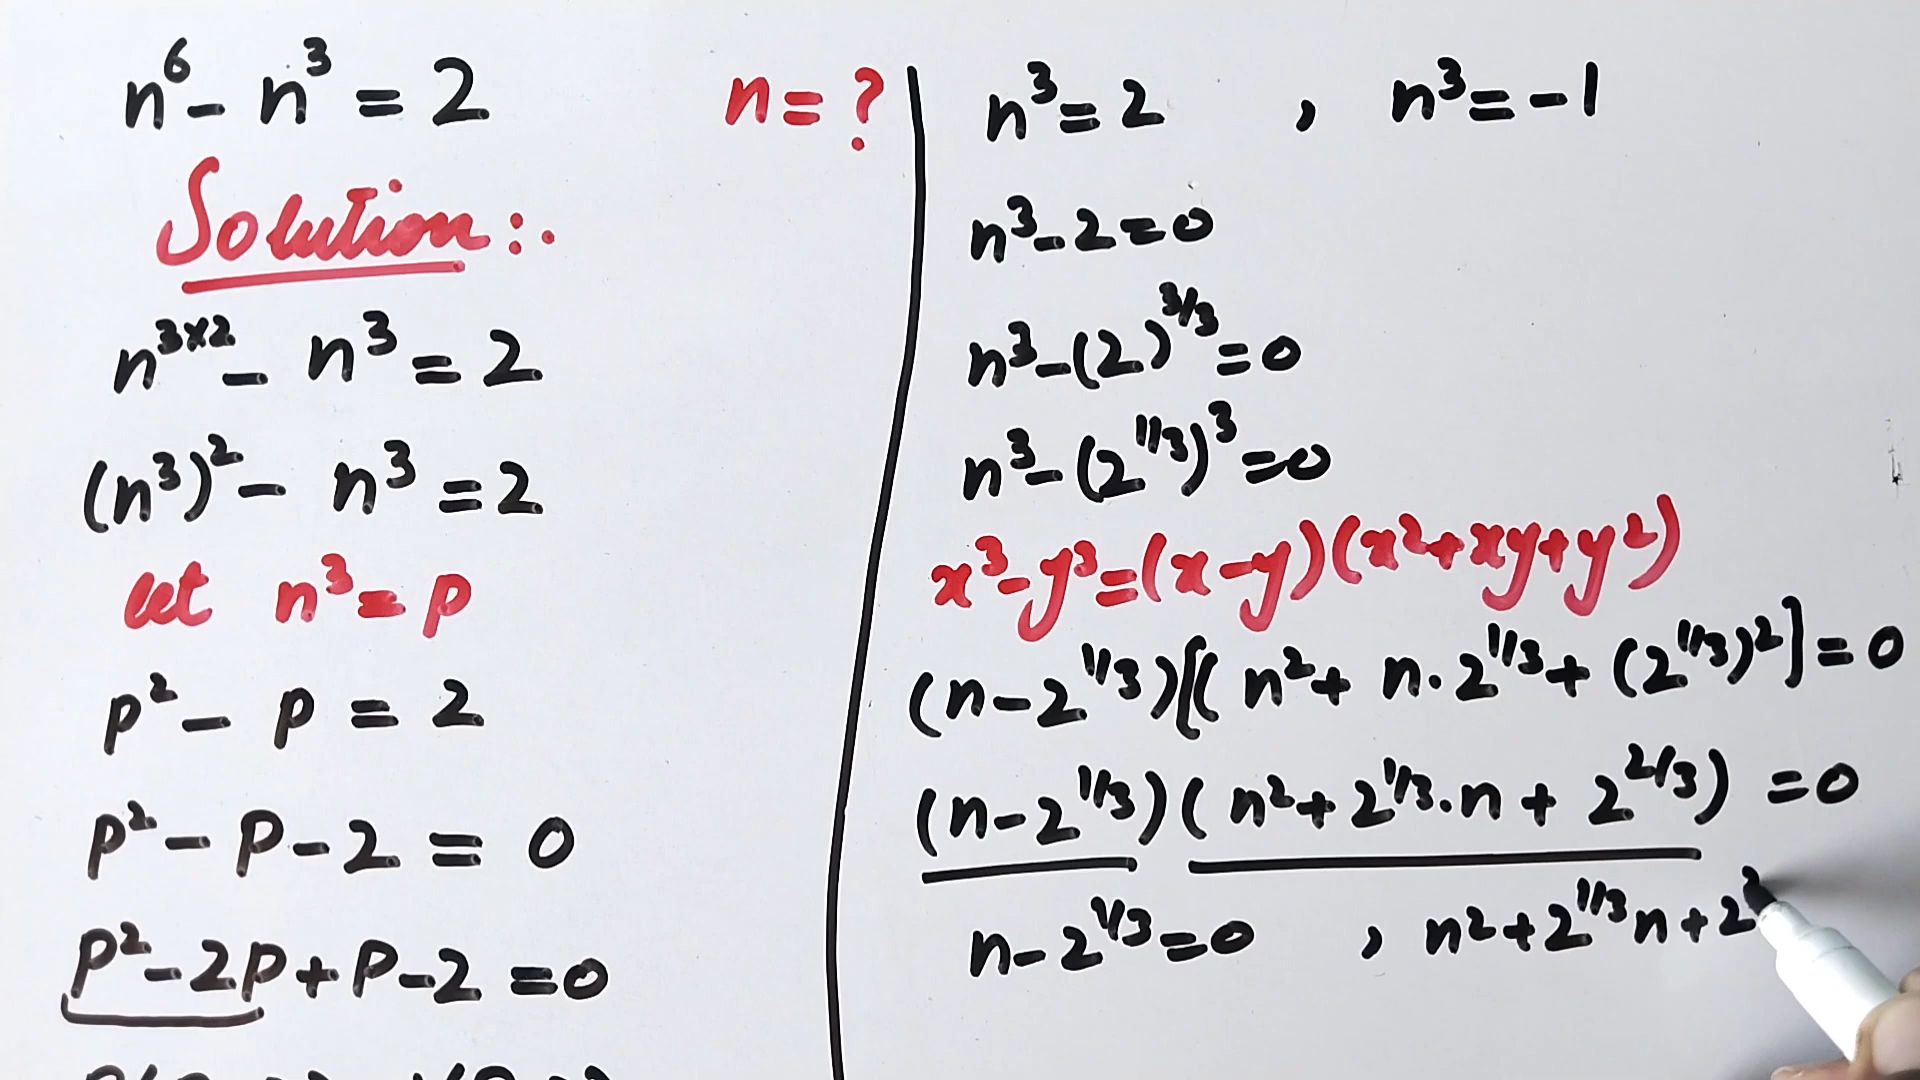 n⁶ - n³ = 2 n = ?
Solution:.
n³ˣ² - n³ = 2
(n³)² - n³ = 2
let n³ = p
p² - p = 2
p² - p - 2 = 0
p² - 2p + p - 2 = 0
n³ = 2 , n³ = -1
n³ - 2 = 0
n³ - (2)^3/3 = 0
n³ - (2^1/3)³ = 0
x³ - y³ = (x - y)(x² + xy + y²)
(n - 2^1/3)[( n² + n · 2^1/3 + (2^1/3)²] = 0
(n - 2^1/3)( n² + 2^1/3 · n + 2^2/3) = 0
n - 2^1/3 = 0 , n² + 2^1/3 n + 2